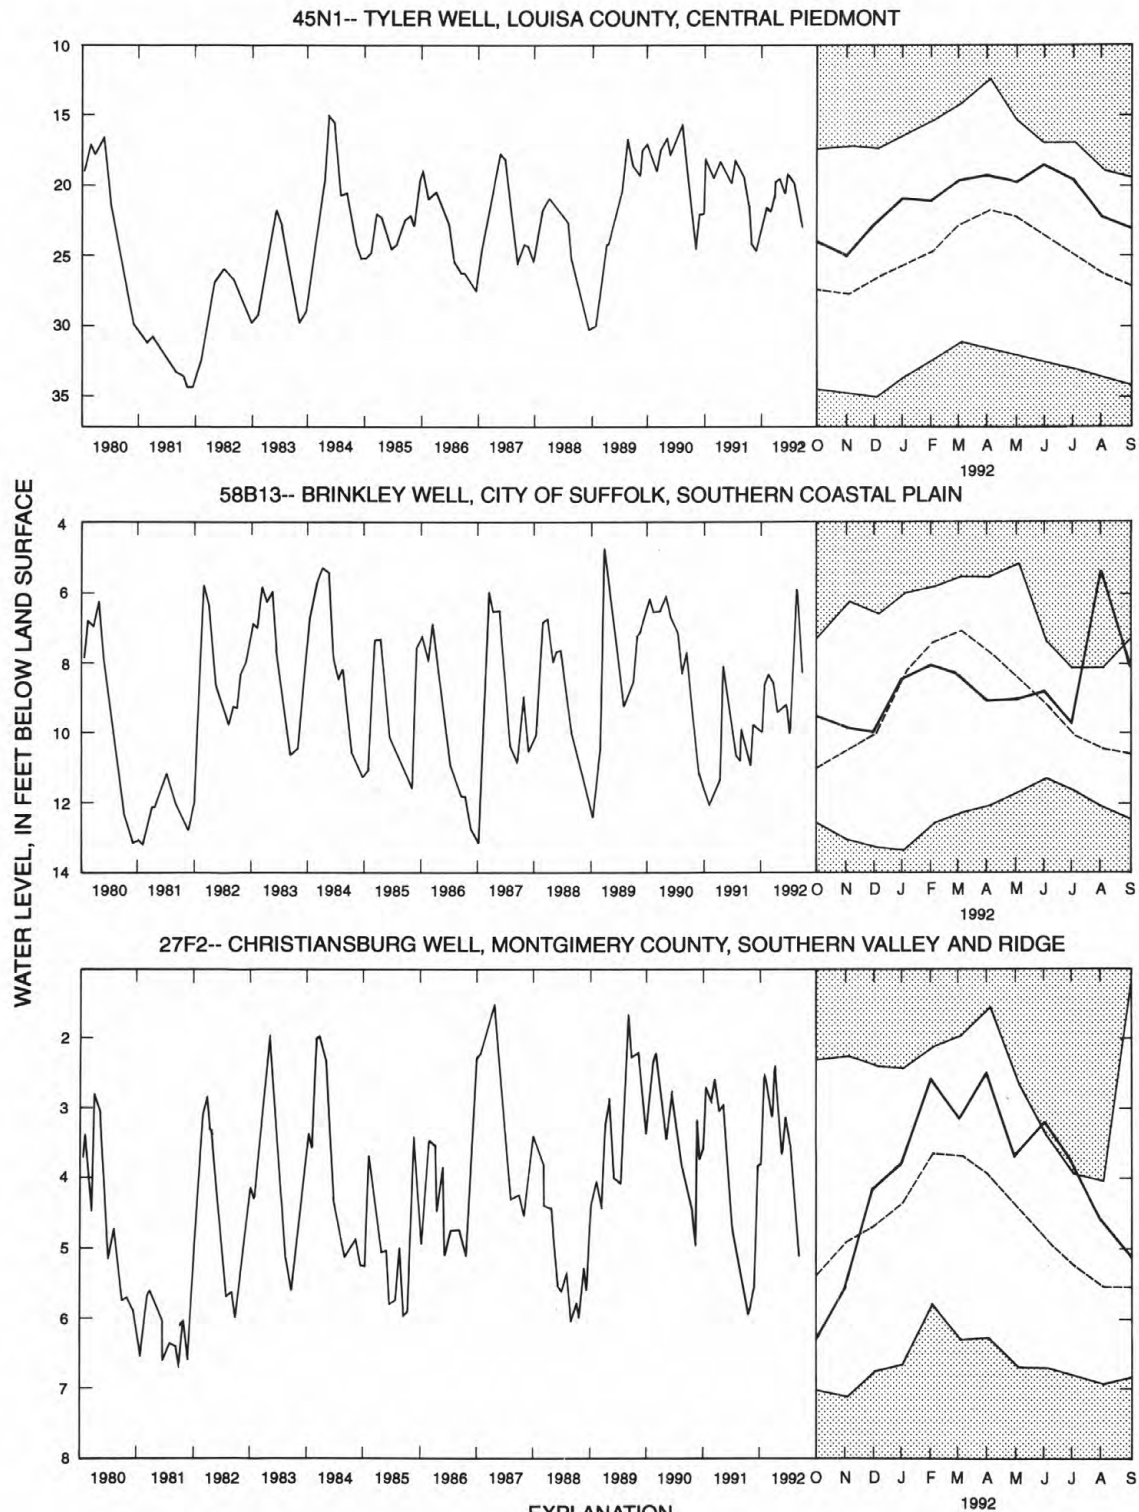 45N1-- TYLER WELL, LOUISA COUNTY, CENTRAL PIEDMONT
10
15
20
25
30
35
1980 1981 1982 1983 1984 1985 1986 1987 1988 1989 1990 1991 1992 O N D J F M A M J J A S
1992
WATER LEVEL, IN FEET BELOW LAND SURFACE
58B13-- BRINKLEY WELL, CITY OF SUFFOLK, SOUTHERN COASTAL PLAIN
4
6
8
10
12
14
1980 1981 1982 1983 1984 1985 1986 1987 1988 1989 1990 1991 1992 O N D J F M A M J J A S
1992
27F2-- CHRISTIANSBURG WELL, MONTGIMERY COUNTY, SOUTHERN VALLEY AND RIDGE
2
3
4
5
6
7
8
1980 1981 1982 1983 1984 1985 1986 1987 1988 1989 1990 1991 1992 O N D J F M A M J J A S
1992
EXPLANATION